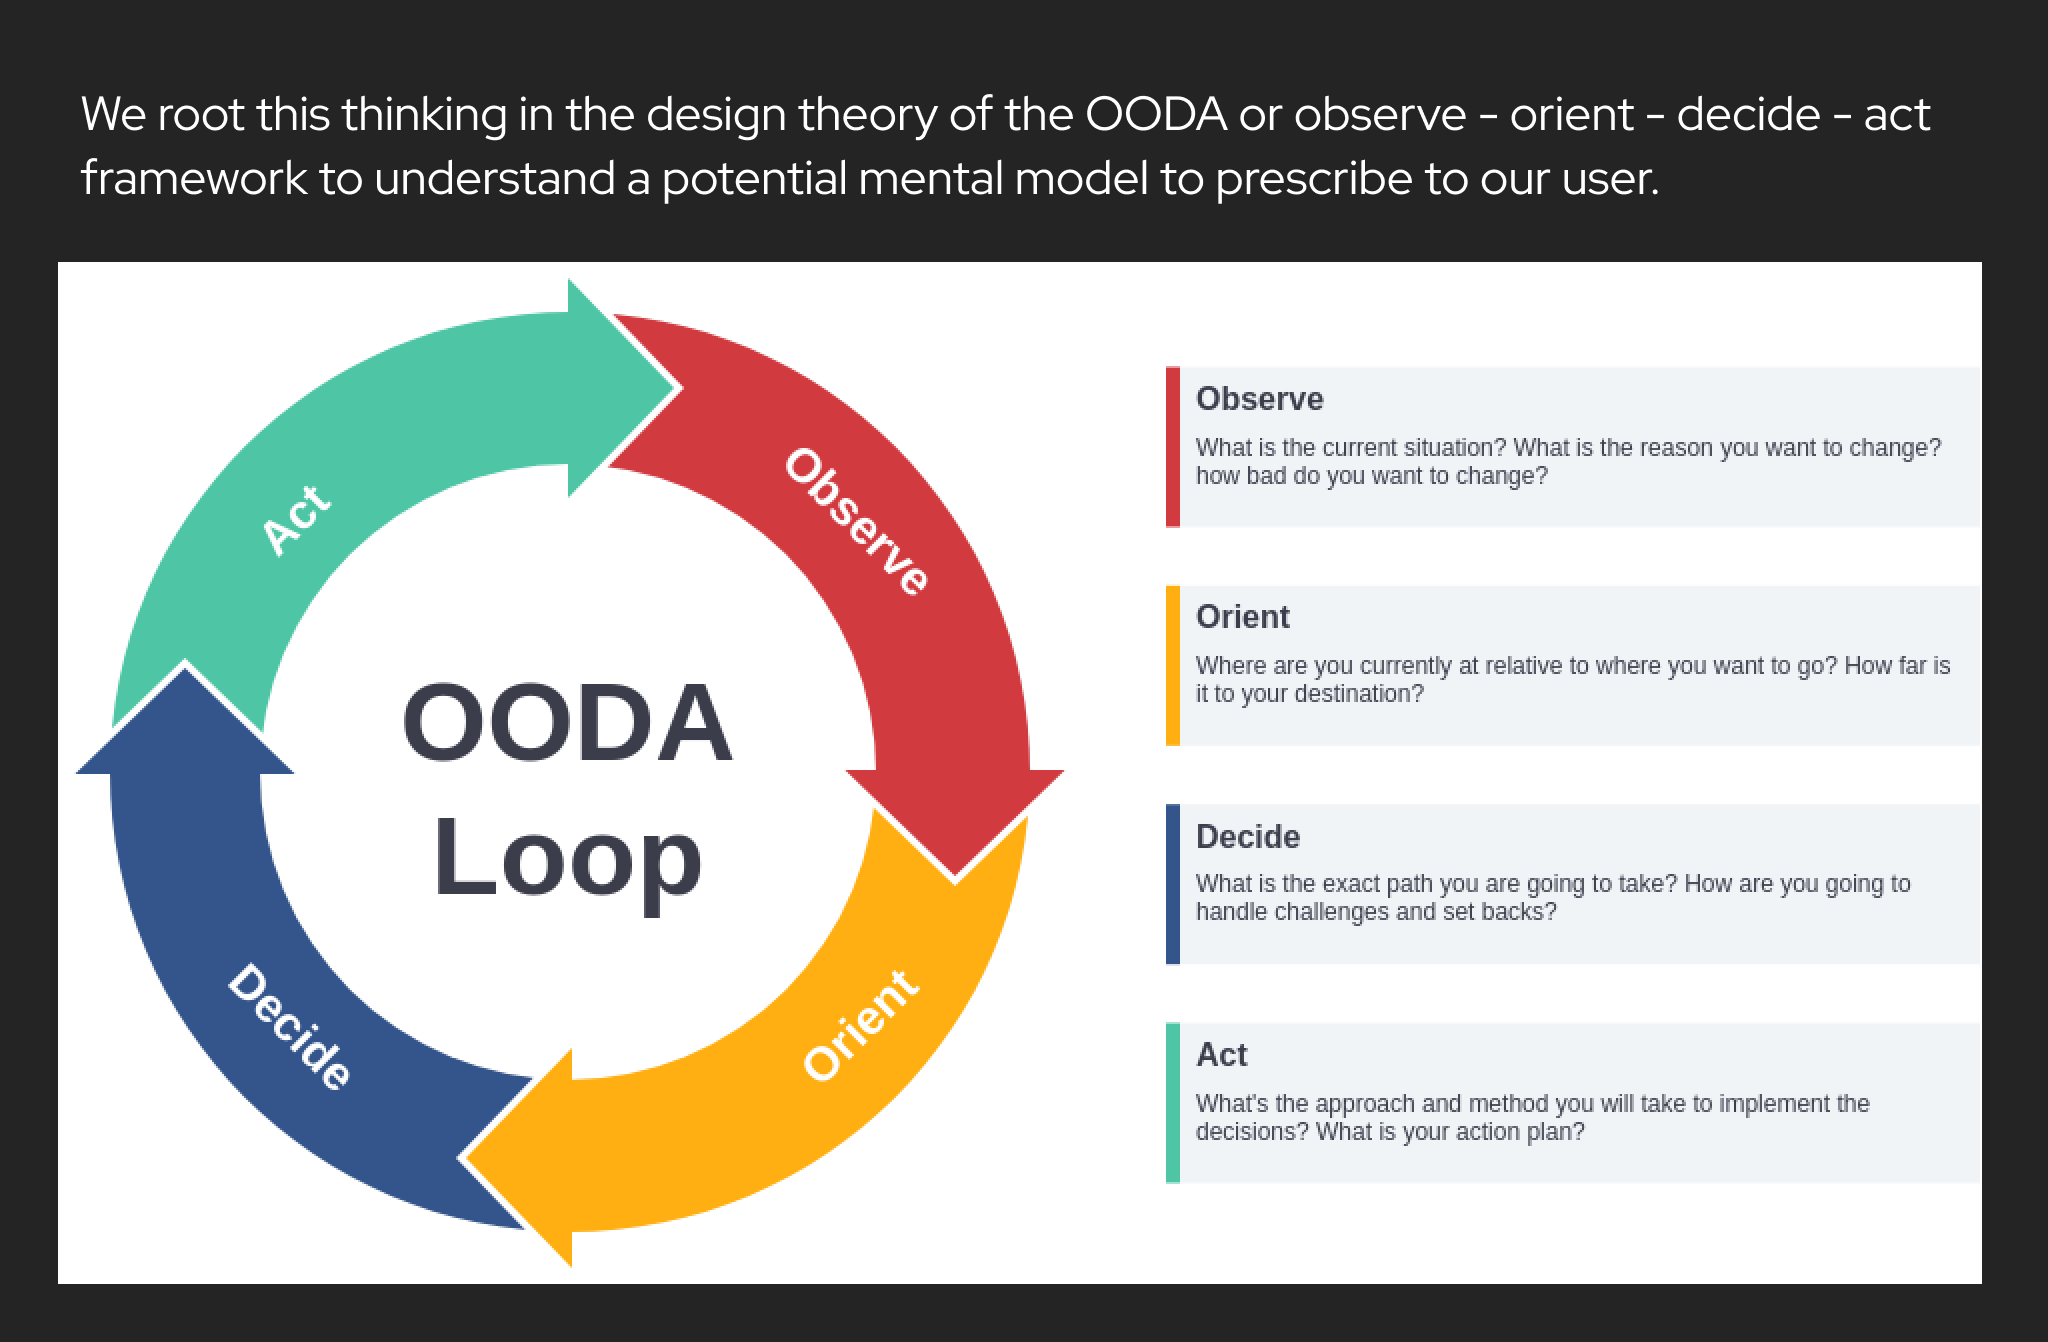 We root this thinking in the design theory of the OODA or observe - orient - decide - act
framework to understand a potential mental model to prescribe to our user.
Act
Observe
OODA
Loop
Decide
Orient
Observe
What is the current situation? What is the reason you want to change?
how bad do you want to change?
Orient
Where are you currently at relative to where you want to go? How far is
it to your destination?
Decide
What is the exact path you are going to take? How are you going to
handle challenges and set backs?
Act
What's the approach and method you will take to implement the
decisions? What is your action plan?